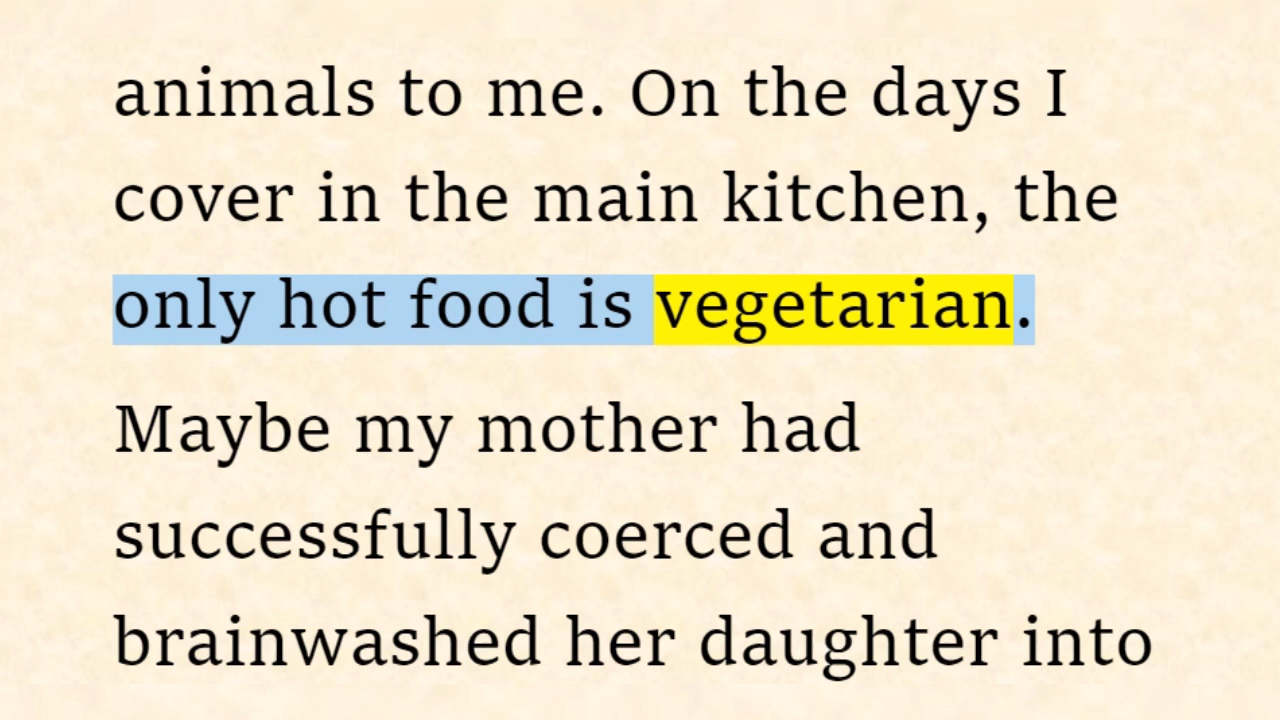 animals to me. On the days I
cover in the main kitchen, the
only hot food is vegetarian.
Maybe my mother had
successfully coerced and
brainwashed her daughter into